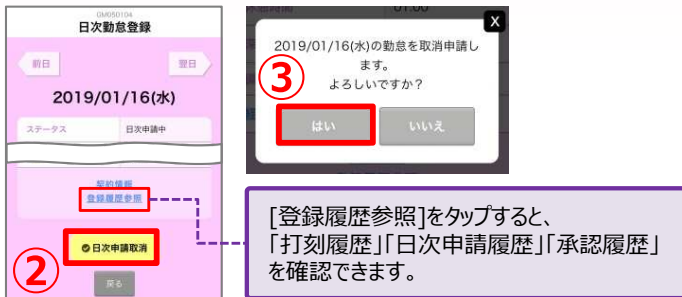 GM050104
日次勤怠登録
前日
翌日
2019/01/16(水)
ステータス
日次申請中
契約情報
登録履歴参照
日次申請取消
②
戻る
01:00
X
2019/01/16(水)の勤怠を取消申請し
ます。
よろしいですか？
③
はい
いいえ
[登録履歴参照]をタップすると、
「打刻履歴」「日次申請履歴」「承認履歴」
を確認できます。